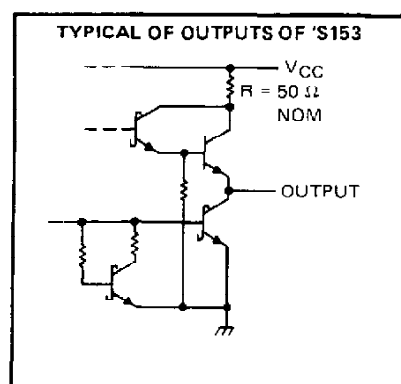 TYPICAL OF OUTPUTS OF 'S153
VCC
R = 50 Ω
NOM
OUTPUT